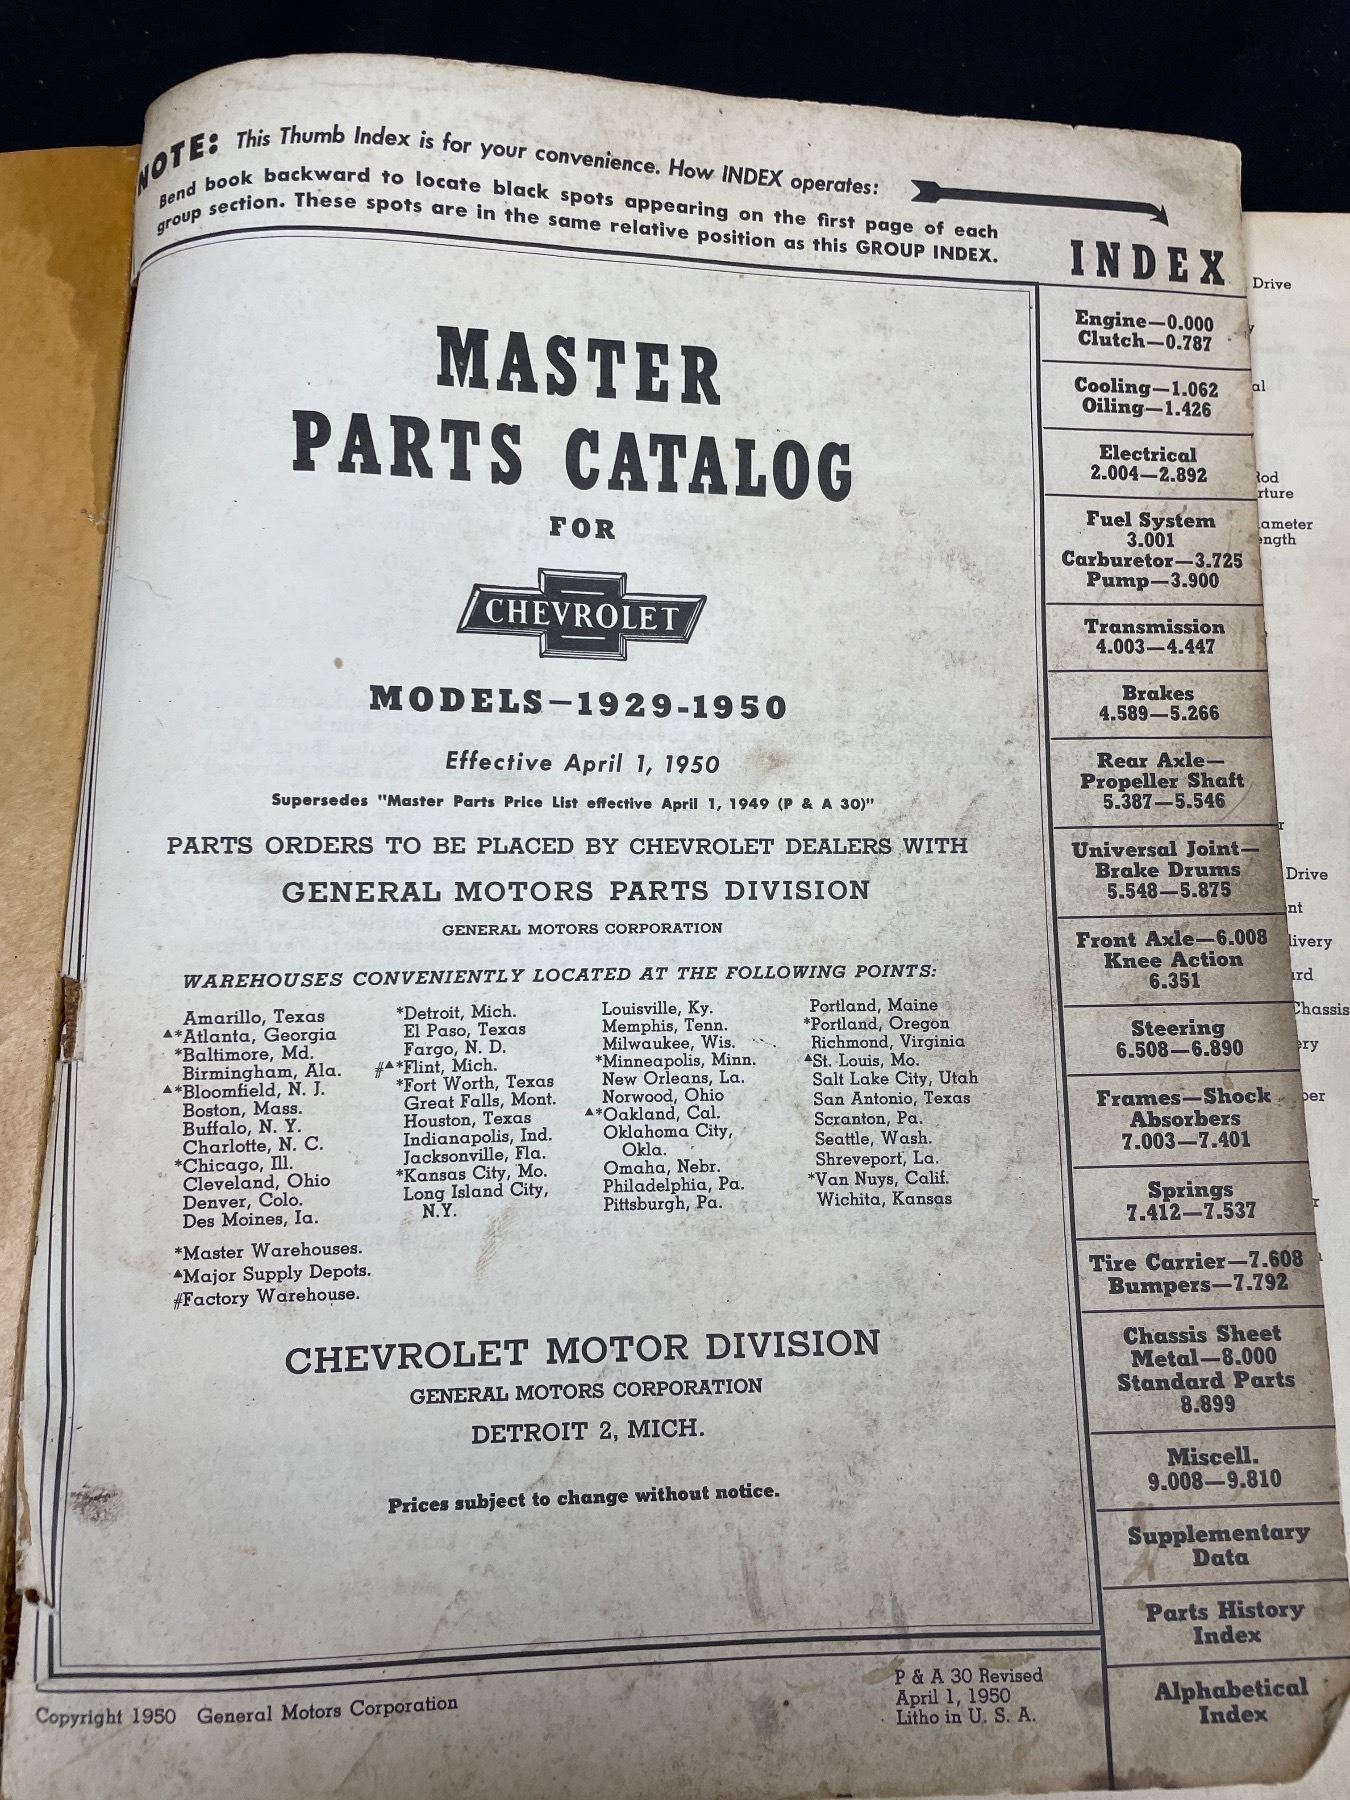 NOTE: This Thumb Index is for your convenience. How INDEX operates:
Bend book backward to locate black spots appearing on the first page of each
group section. These spots are in the same relative position as this GROUP INDEX.
MASTER
PARTS CATALOG
FOR
CHEVROLET
MODELS—1929-1950
Effective April 1, 1950
Supersedes "Master Parts Price List effective April 1, 1949 (P & A 30)"
PARTS ORDERS TO BE PLACED BY CHEVROLET DEALERS WITH
GENERAL MOTORS PARTS DIVISION
GENERAL MOTORS CORPORATION
WAREHOUSES CONVENIENTLY LOCATED AT THE FOLLOWING POINTS:
Amarillo, Texas
▲*Atlanta, Georgia
*Baltimore, Md.
Birmingham, Ala.
▲*Bloomfield, N. J.
Boston, Mass.
Buffalo, N. Y.
Charlotte, N. C.
*Chicago, Ill.
Cleveland, Ohio
Denver, Colo.
Des Moines, Ia.
*Detroit, Mich.
El Paso, Texas
Fargo, N. D.
#▲*Flint, Mich.
*Fort Worth, Texas
Great Falls, Mont.
Houston, Texas
Indianapolis, Ind.
Jacksonville, Fla.
*Kansas City, Mo.
Long Island City,
N.Y.
Louisville, Ky.
Memphis, Tenn.
Milwaukee, Wis.
*Minneapolis, Minn.
New Orleans, La.
Norwood, Ohio
▲*Oakland, Cal.
Oklahoma City,
Okla.
Omaha, Nebr.
Philadelphia, Pa.
Pittsburgh, Pa.
Portland, Maine
*Portland, Oregon
Richmond, Virginia
▲St. Louis, Mo.
Salt Lake City, Utah
San Antonio, Texas
Scranton, Pa.
Seattle, Wash.
Shreveport, La.
*Van Nuys, Calif.
Wichita, Kansas
*Master Warehouses.
▲Major Supply Depots.
#Factory Warehouse.
CHEVROLET MOTOR DIVISION
GENERAL MOTORS CORPORATION
DETROIT 2, MICH.
Prices subject to change without notice.
Copyright 1950 General Motors Corporation
P & A 30 Revised
April 1, 1950
Litho in U. S. A.
INDEX
Engine—0.000
Clutch—0.787
Cooling—1.062
Oiling—1.426
Electrical
2.004—2.892
Fuel System
3.001
Carburetor—3.725
Pump—3.900
Transmission
4.003—4.447
Brakes
4.589—5.266
Rear Axle—
Propeller Shaft
5.387—5.546
Universal Joint—
Brake Drums
5.548—5.875
Front Axle—6.008
Knee Action
6.351
Steering
6.508—6.890
Frames—Shock
Absorbers
7.003—7.401
Springs
7.412—7.537
Tire Carrier—7.608
Bumpers—7.792
Chassis Sheet
Metal—8.000
Standard Parts
8.899
Miscell.
9.008—9.810
Supplementary
Data
Parts History
Index
Alphabetical
Index
Drive
Drive
Chassis